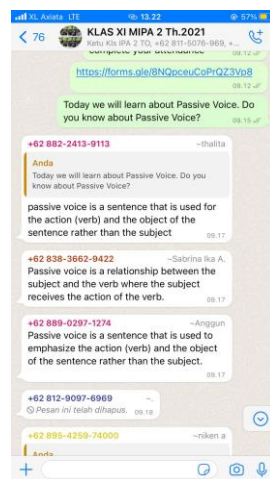 XL Axiata LTE 13.22 57%
76 KLAS XI MIPA 2 Th.2021
Ketu Kls IPA 2 TO, +62 811-5076-969, +...
complete your attendance 09.12
https://forms.gle/8NQpceuCoPrQZ3Vp8
09.12
Today we will learn about Passive Voice. Do
you know about Passive Voice? 09.15
+62 882-2413-9113 ~thalita
Anda
Today we will learn about Passive Voice. Do you
know about Passive Voice?
passive voice is a sentence that is used for
the action (verb) and the object of the
sentence rather than the subject 09.17
+62 838-3662-9422 ~Sabrina Ika A.
Passive voice is a relationship between the
subject and the verb where the subject
receives the action of the verb. 09.17
+62 889-0297-1274 ~Anggun
Passive Voice is a sentence that is used to
emphasize the action (verb) and the object
of the sentence rather than the subject.
09.18
+62 812-9097-6969 ~.
Pesan ini telah dihapus. 09.18
+62 895-4259-74000 ~niken a
Anda